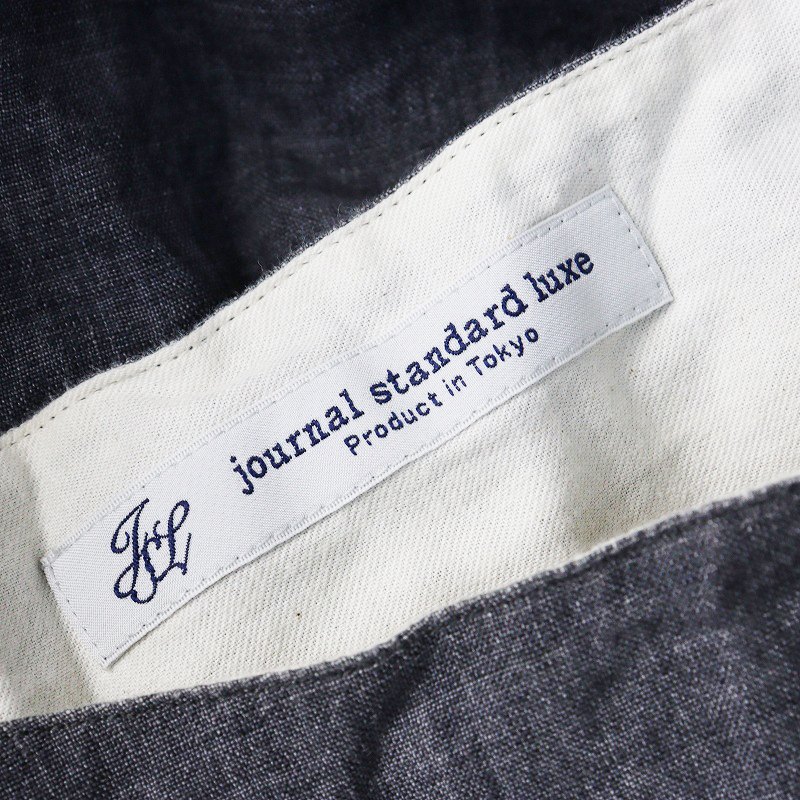 JSL
journal standard luxe
Product in Tokyo